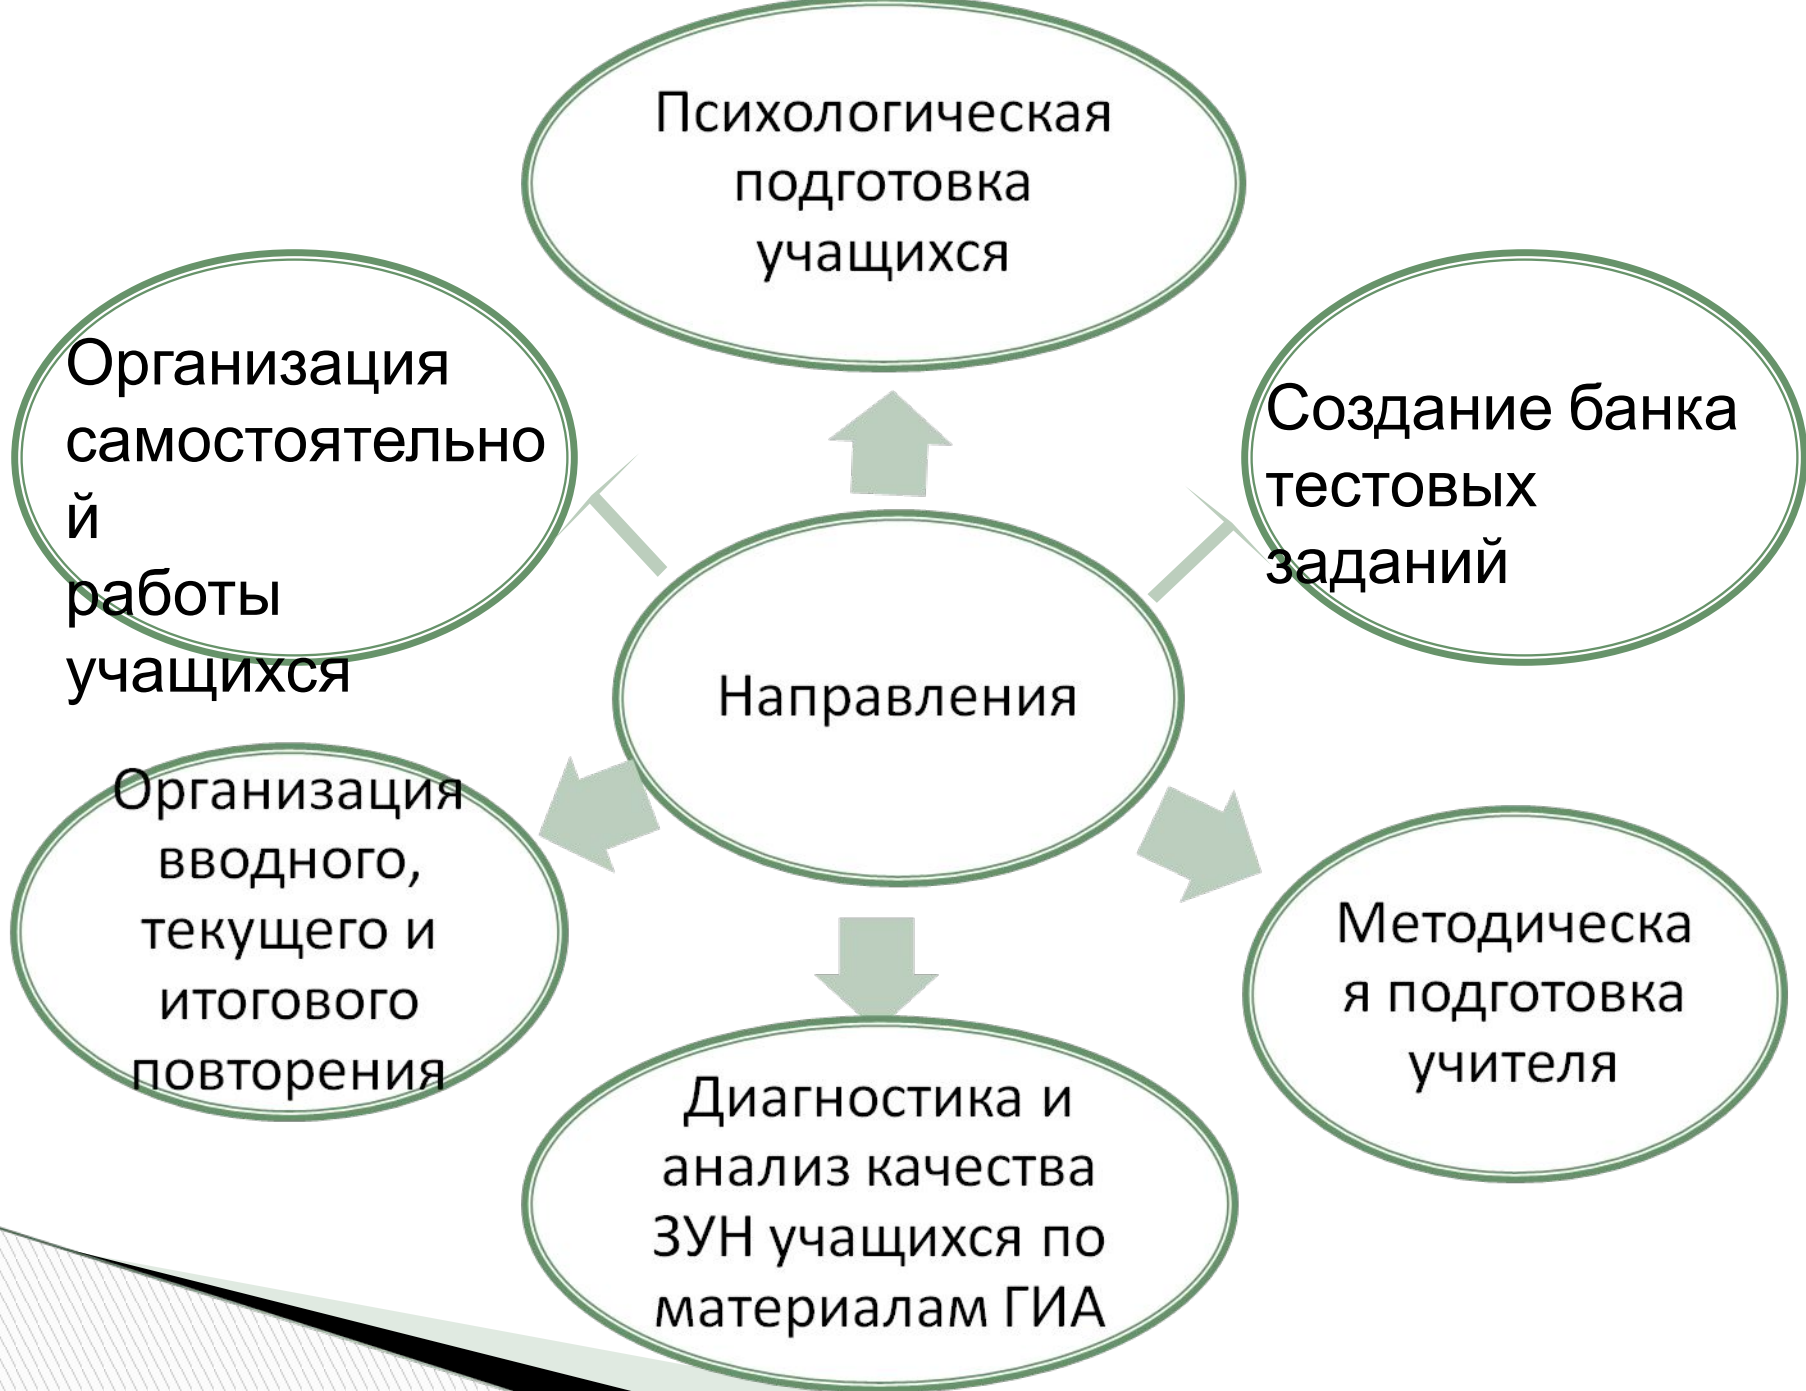 Психологическая
подготовка
учащихся
Организация
самостоятельно
й
работы
учащихся
Создание банка
тестовых
заданий
Направления
Организация
вводного,
текущего и
итогового
повторения
Методическа
я подготовка
учителя
Диагностика и
анализ качества
ЗУН учащихся по
материалам ГИА